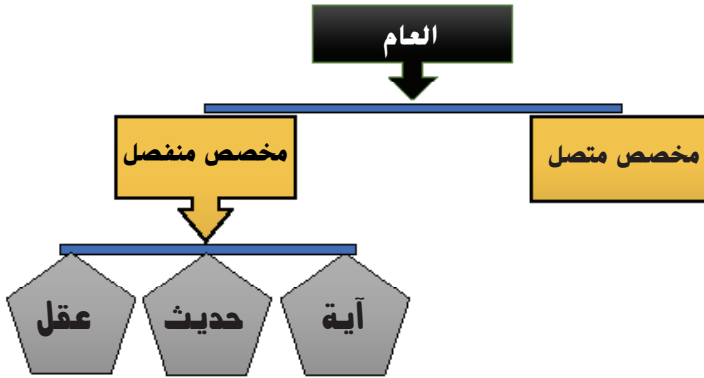 العام
مخصص متصل
مخصص منفصل
آية
حديث
عقل